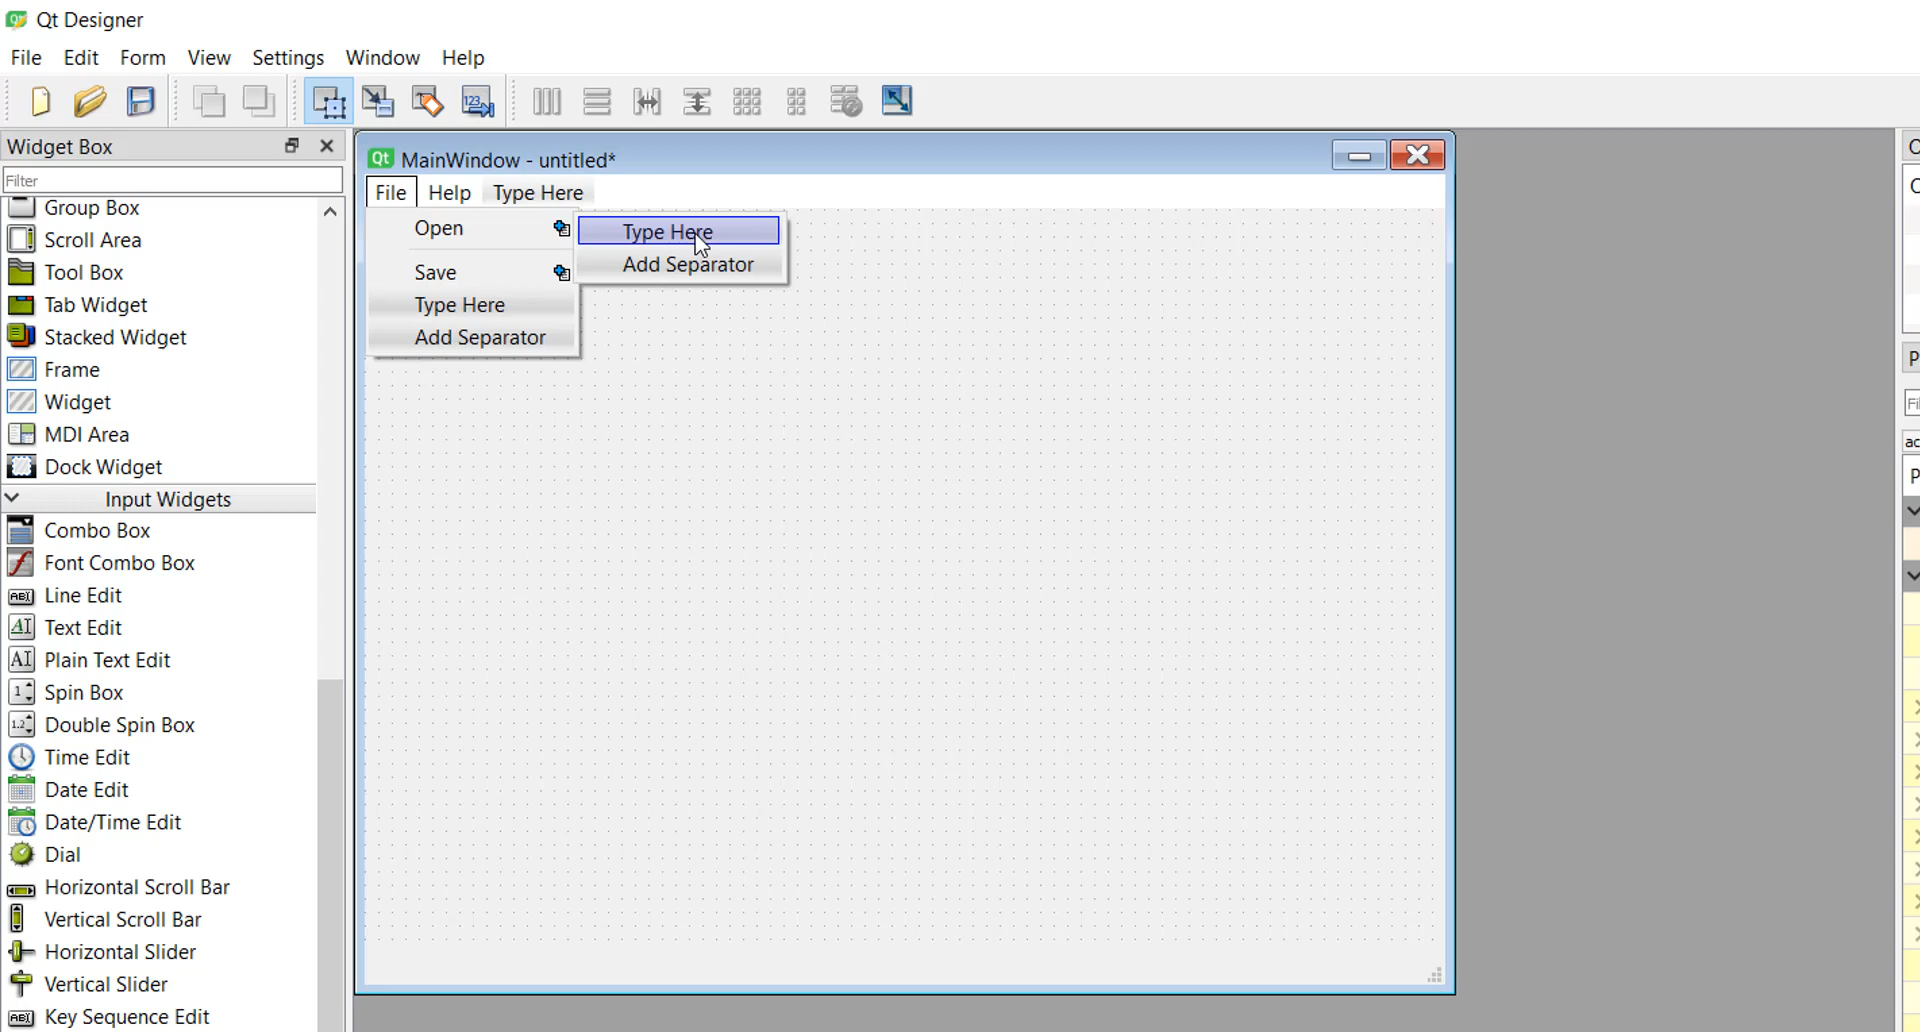 Qt Designer
File Edit Form View Settings Window Help
Widget Box
Filter
Group Box
Scroll Area
Tool Box
Tab Widget
Stacked Widget
Frame
Widget
MDI Area
Dock Widget
Input Widgets
Combo Box
Font Combo Box
Line Edit
Text Edit
Plain Text Edit
Spin Box
Double Spin Box
Time Edit
Date Edit
Date/Time Edit
Dial
Horizontal Scroll Bar
Vertical Scroll Bar
Horizontal Slider
Vertical Slider
Key Sequence Edit
MainWindow - untitled*
File Help Type Here
Open
Save
Type Here
Add Separator
Type Here
Add Separator